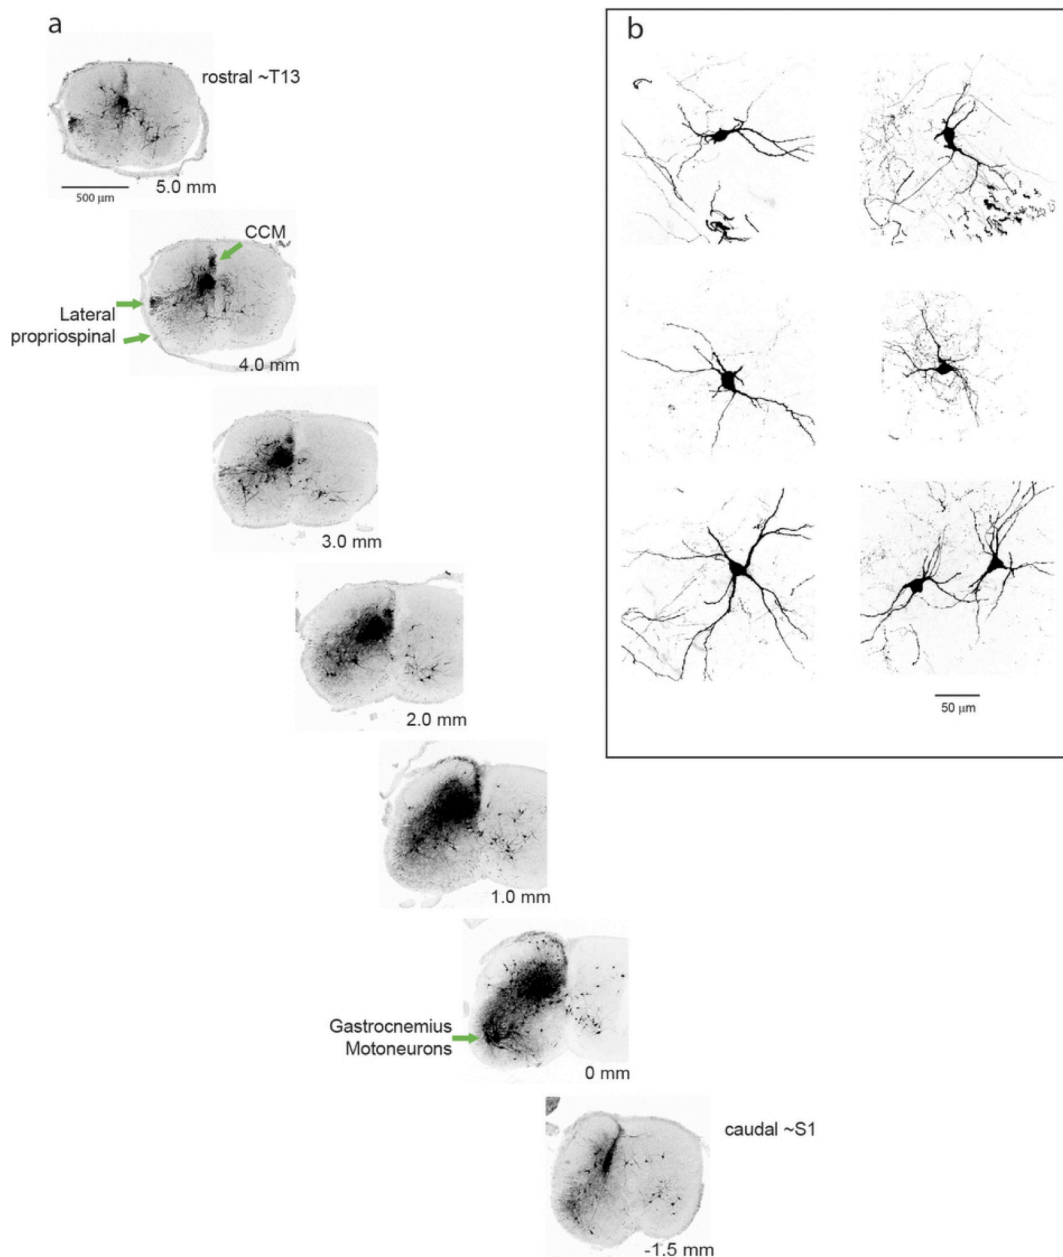 a
rostral ~T13
500 µm
5.0 mm
CCM
Lateral
propriospinal
4.0 mm
3.0 mm
2.0 mm
1.0 mm
Gastrocnemius
Motoneurons
0 mm
caudal ~S1
-1.5 mm
b
50 µm